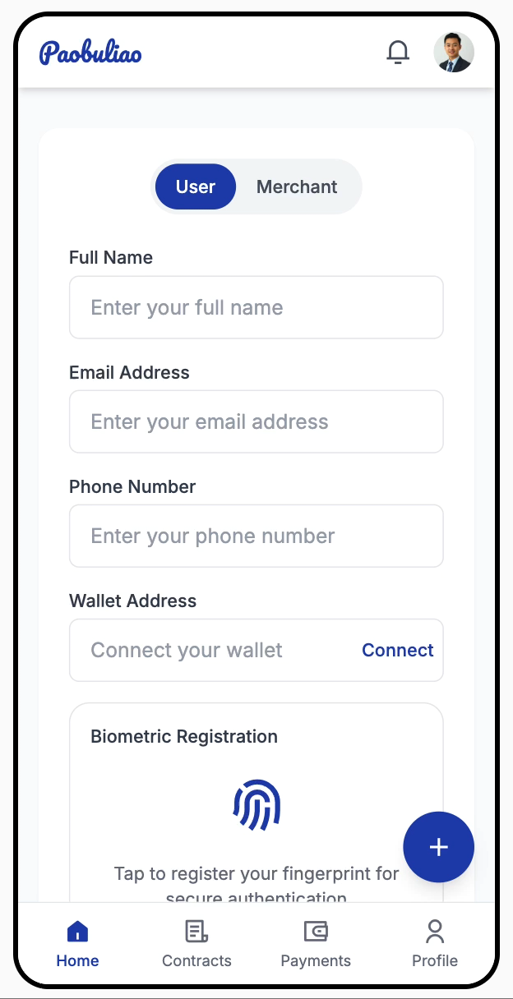 Paobuliao
User Merchant
Full Name
Enter your full name
Email Address
Enter your email address
Phone Number
Enter your phone number
Wallet Address
Connect your wallet Connect
Biometric Registration
Tap to register your fingerprint for
secure authentication
Home Contracts Payments Profile